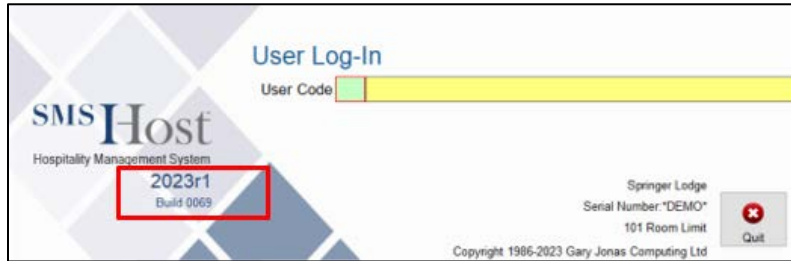 User Log-In
User Code
SMS Host
Hospitality Management System
2023r1
Build 0069
Springer Lodge
Serial Number:*DEMO*
101 Room Limit
Quit
Copyright 1986-2023 Gary Jonas Computing Ltd